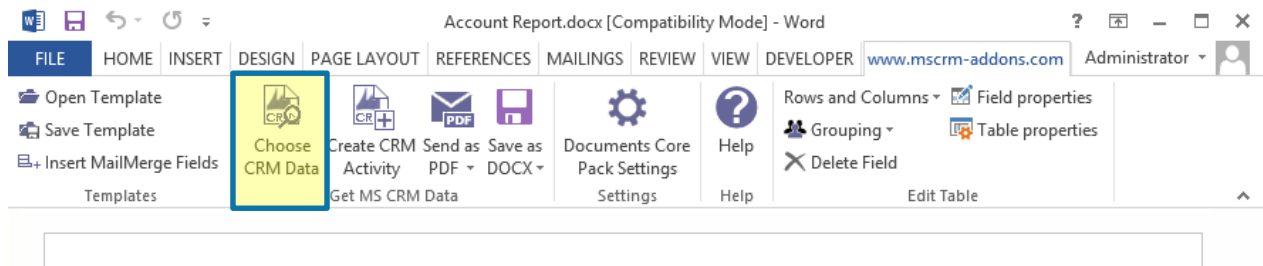 Account Report.docx [Compatibility Mode] - Word
FILE HOME INSERT DESIGN PAGE LAYOUT REFERENCES MAILINGS REVIEW VIEW DEVELOPER www.mscrm-addons.com Administrator
Open Template
Save Template
Insert MailMerge Fields
Templates
Choose
CRM Data
Create CRM
Activity
PDF
Send as
PDF
Save as
DOCX
Get MS CRM Data
Documents Core
Pack Settings
Settings
Help
Help
Rows and Columns
Grouping
Delete Field
Field properties
Table properties
Edit Table